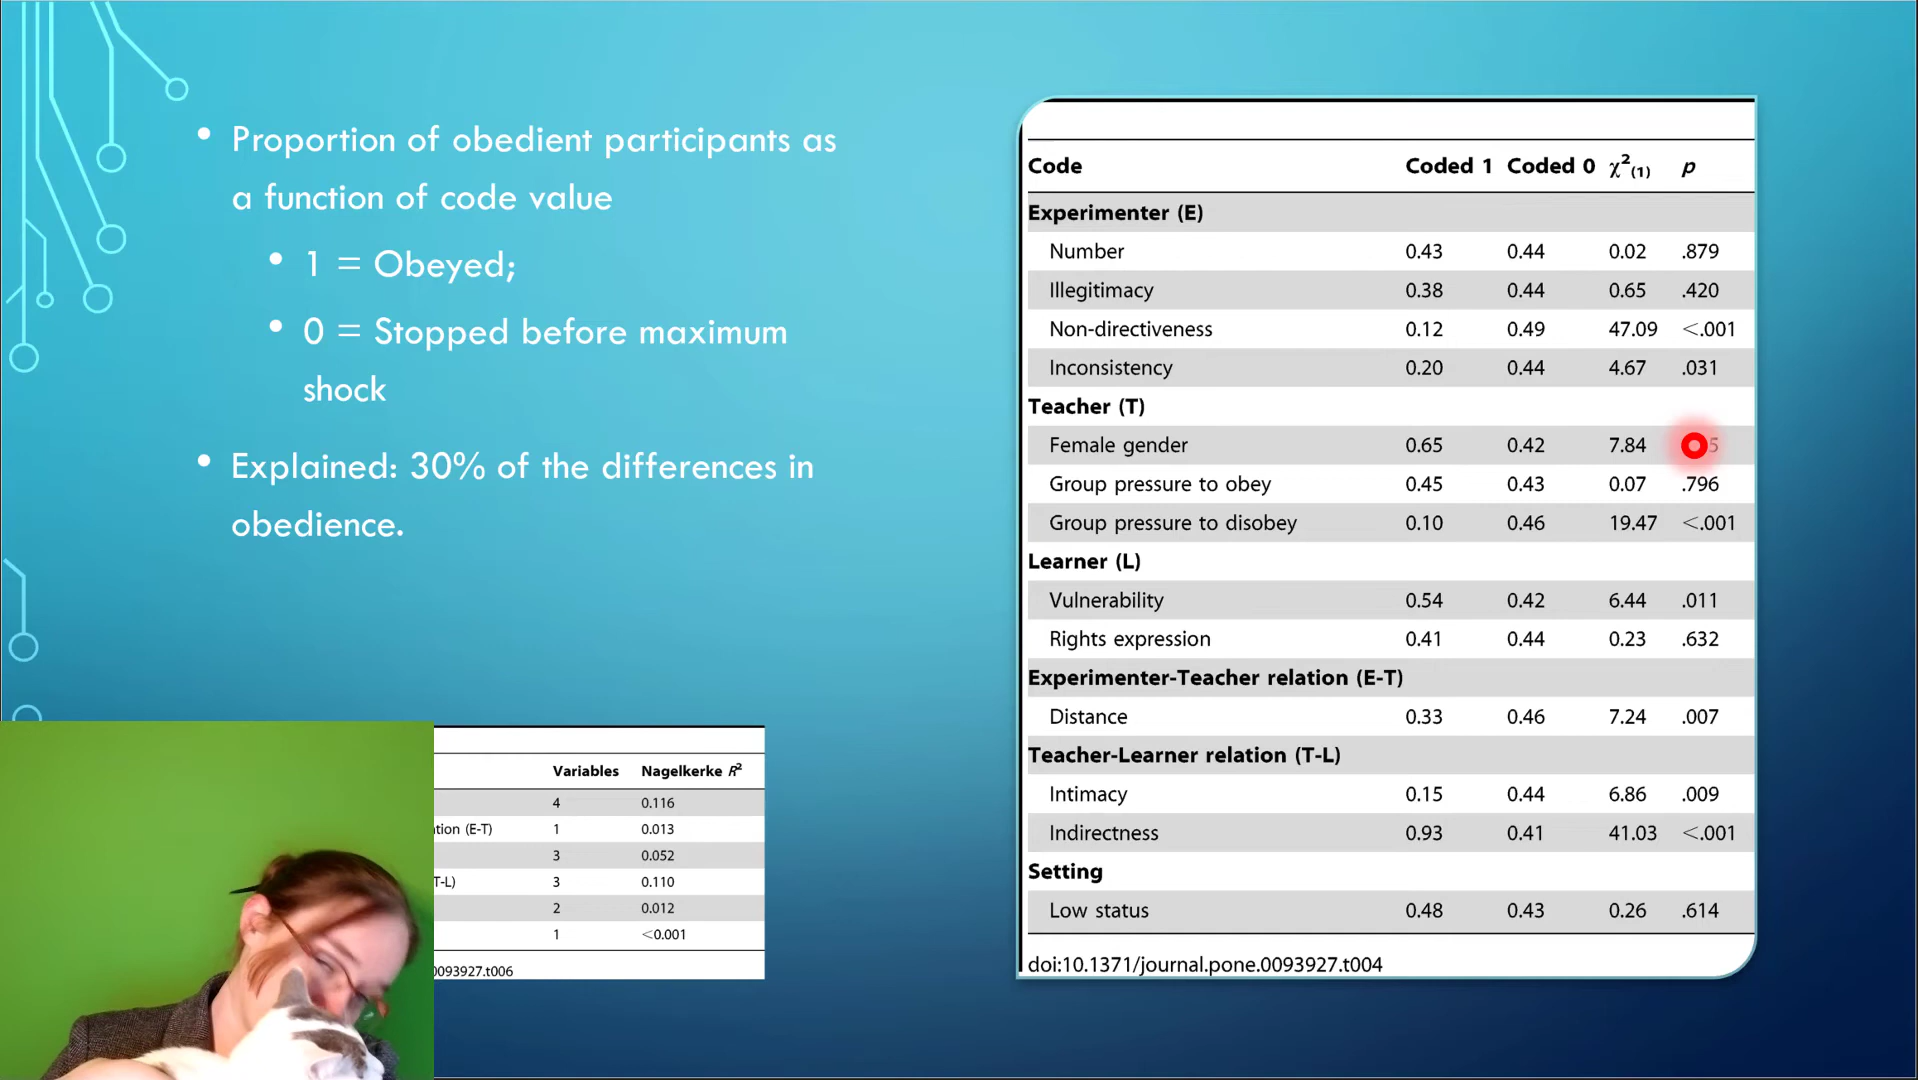 • Proportion of obedient participants as
a function of code value
• 1 = Obeyed;
• 0 = Stopped before maximum
shock
• Explained: 30% of the differences in
obedience.
Variables Nagelkerke R²
4 0.116
(E-T) 1 0.013
3 0.052
T-L) 3 0.110
2 0.012
1 <0.001
0093927.t006
Code Coded 1 Coded 0 χ²(1) p
Experimenter (E)
Number 0.43 0.44 0.02 .879
Illegitimacy 0.38 0.44 0.65 .420
Non-directiveness 0.12 0.49 47.09 <.001
Inconsistency 0.20 0.44 4.67 .031
Teacher (T)
Female gender 0.65 0.42 7.84
Group pressure to obey 0.45 0.43 0.07 .796
Group pressure to disobey 0.10 0.46 19.47 <.001
Learner (L)
Vulnerability 0.54 0.42 6.44 .011
Rights expression 0.41 0.44 0.23 .632
Experimenter-Teacher relation (E-T)
Distance 0.33 0.46 7.24 .007
Teacher-Learner relation (T-L)
Intimacy 0.15 0.44 6.86 .009
Indirectness 0.93 0.41 41.03 <.001
Setting
Low status 0.48 0.43 0.26 .614
doi:10.1371/journal.pone.0093927.t004